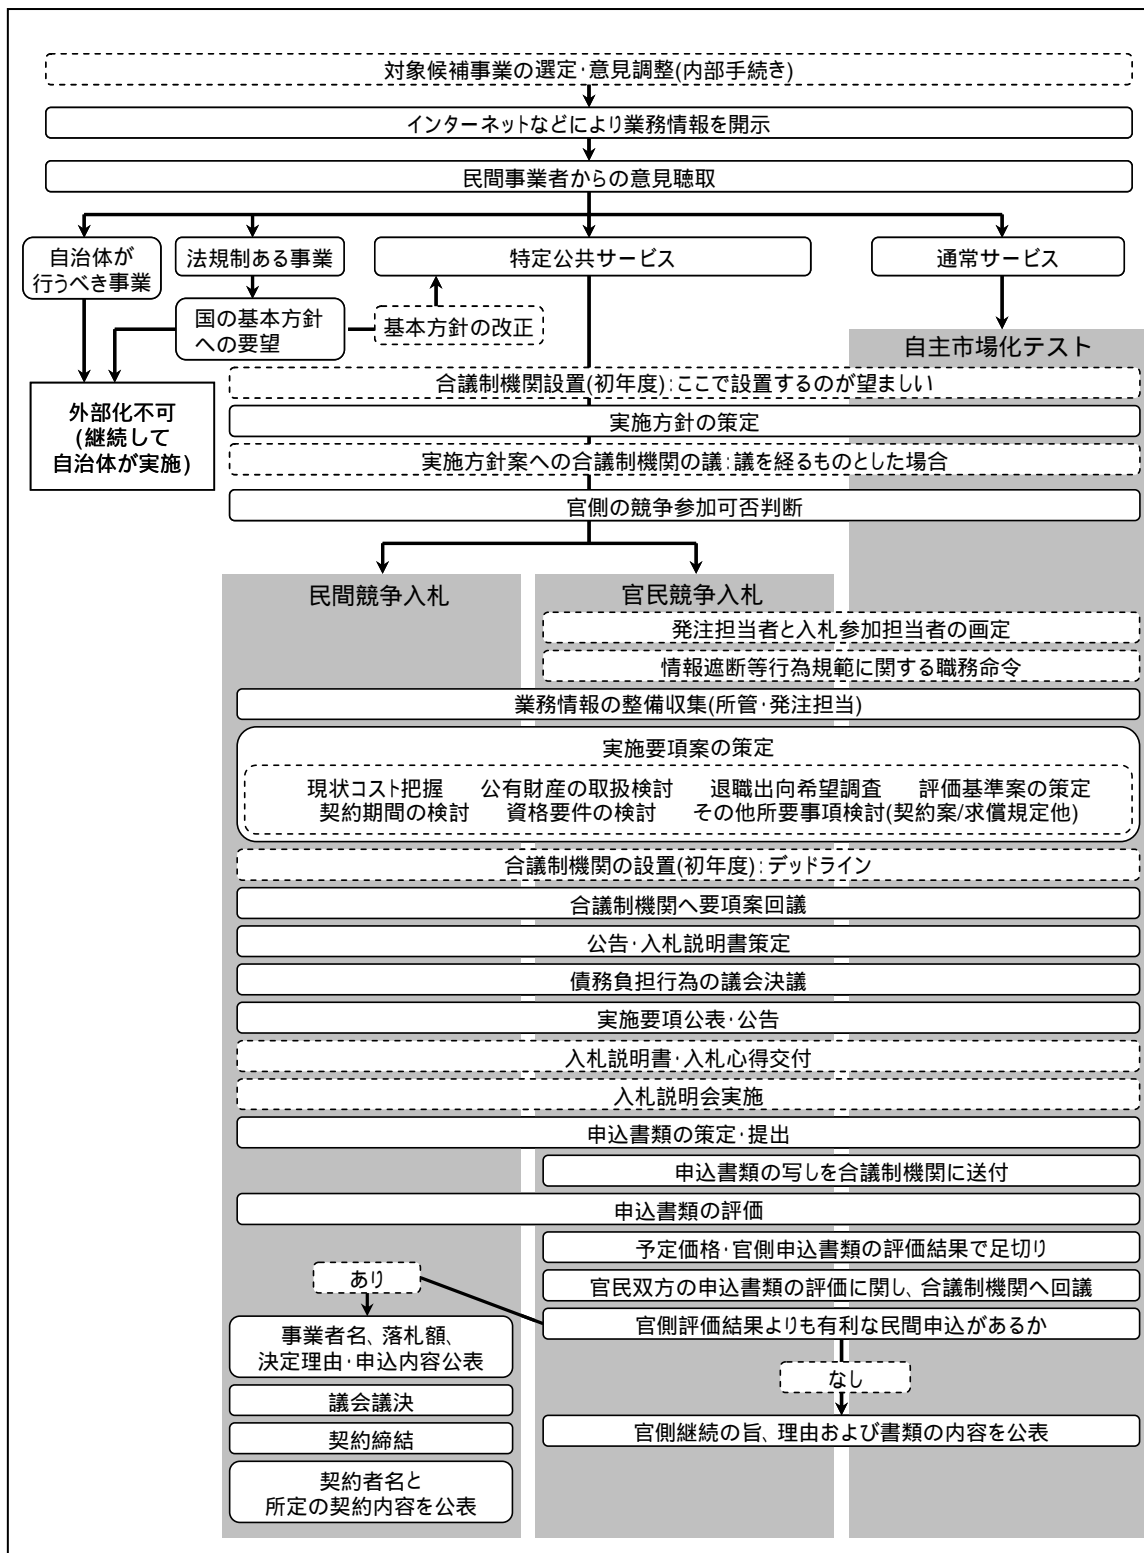 対象候補事業の選定･意見調整(内部手続き)
インターネットなどにより業務情報を開示
民間事業者からの意見聴取
自治体が
行うべき事業
法規制ある事業
特定公共サービス
通常サービス
国の基本方針
への要望
基本方針の改正
自主市場化テスト
外部化不可
(継続して
自治体が実施)
合議制機関設置(初年度):ここで設置するのが望ましい
実施方針の策定
実施方針案への合議制機関の議:議を経るものとした場合
官側の競争参加可否判断
民間競争入札
官民競争入札
発注担当者と入札参加担当者の画定
情報遮断等行為規範に関する職務命令
業務情報の整備収集(所管･発注担当)
実施要項案の策定
現状コスト把握 公有財産の取扱検討 退職出向希望調査 評価基準案の策定
契約期間の検討 資格要件の検討 その他所要事項検討(契約案/求償規定他)
合議制機関の設置(初年度):デッドライン
合議制機関へ要項案回議
公告･入札説明書策定
債務負担行為の議会決議
実施要項公表･公告
入札説明書･入札心得交付
入札説明会実施
申込書類の策定･提出
申込書類の写しを合議制機関に送付
申込書類の評価
予定価格･官側申込書類の評価結果で足切り
あり
官民双方の申込書類の評価に関し、合議制機関へ回議
官側評価結果よりも有利な民間申込があるか
事業者名、落札額、
決定理由･申込内容公表
なし
議会議決
官側継続の旨、理由および書類の内容を公表
契約締結
契約者名と
所定の契約内容を公表